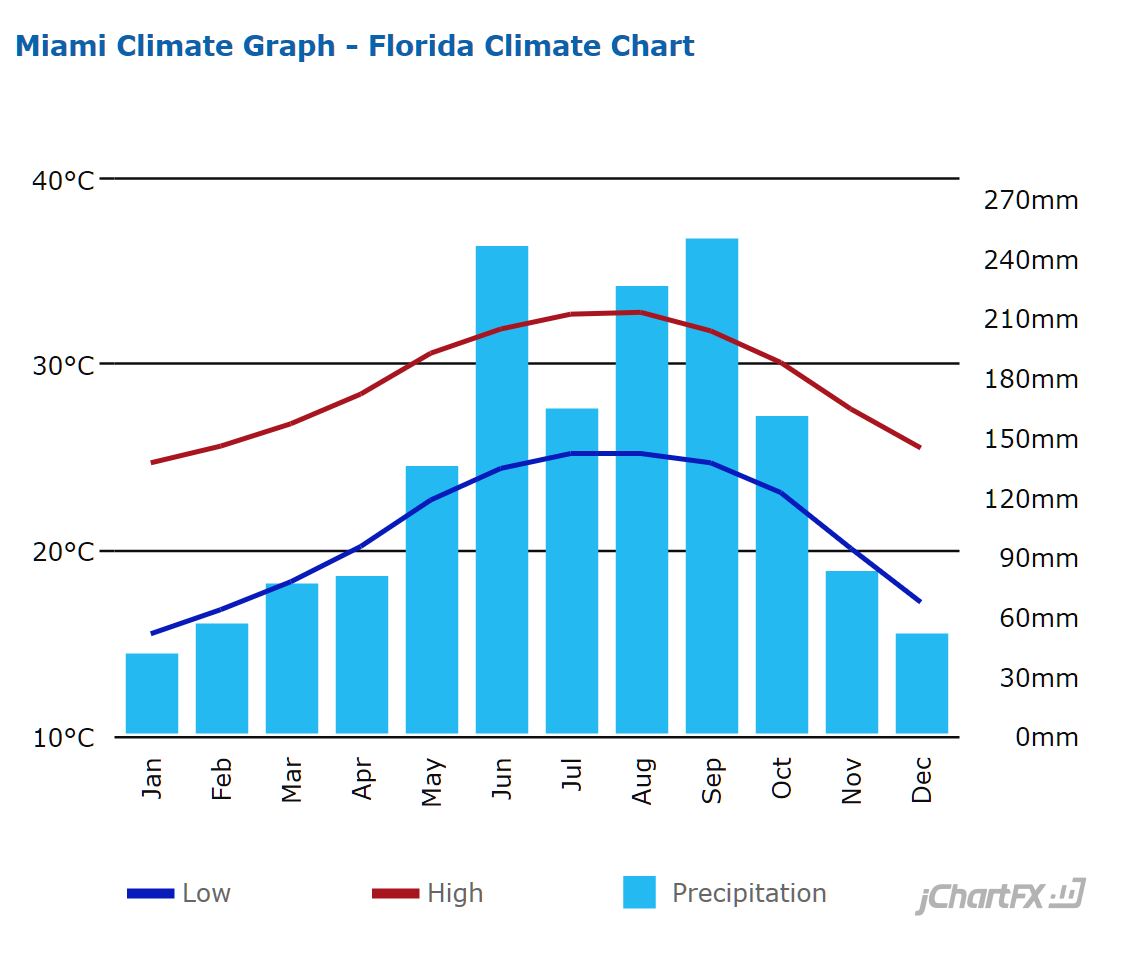 Miami Climate Graph – Florida Climate Chart
40°C
30°C
20°C
10°C
270mm
240mm
210mm
180mm
150mm
120mm
90mm
60mm
30mm
0mm
Jan
Feb
Mar
Apr
May
Jun
Jul
Aug
Sep
Oct
Nov
Dec
Low
High
Precipitation
jChartFX